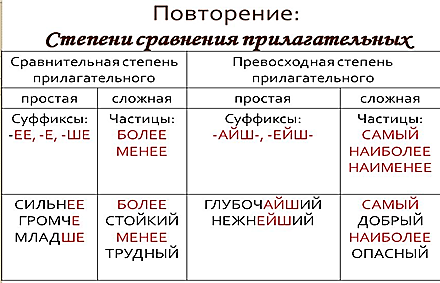 Повторение:
Степени сравнения прилагательных
Сравнительная степень
прилагательного
Превосходная степень
прилагательного
простая
сложная
простая
сложная
Суффиксы:
-ЕЕ, -Е, -ШЕ
Частицы:
БОЛЕЕ
МЕНЕЕ
Суффиксы:
-АЙШ-, -ЕЙШ-
Частицы:
САМЫЙ
НАИБОЛЕЕ
НАИМЕНЕЕ
СИЛЬНЕЕ
ГРОМЧЕ
МЛАДШЕ
БОЛЕЕ
СТОЙКИЙ
МЕНЕЕ
ТРУДНЫЙ
ГЛУБОЧАЙШИЙ
НЕЖНЕЙШИЙ
САМЫЙ
ДОБРЫЙ
НАИБОЛЕЕ
ОПАСНЫЙ